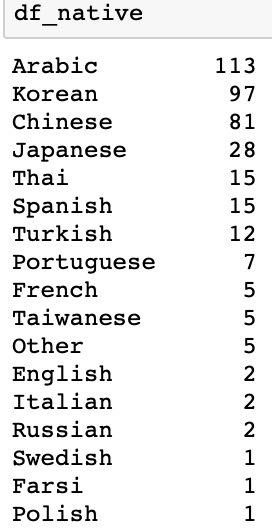 df_native
Arabic 113
Korean 97
Chinese 81
Japanese 28
Thai 15
Spanish 15
Turkish 12
Portuguese 7
French 5
Taiwanese 5
Other 5
English 2
Italian 2
Russian 2
Swedish 1
Farsi 1
Polish 1